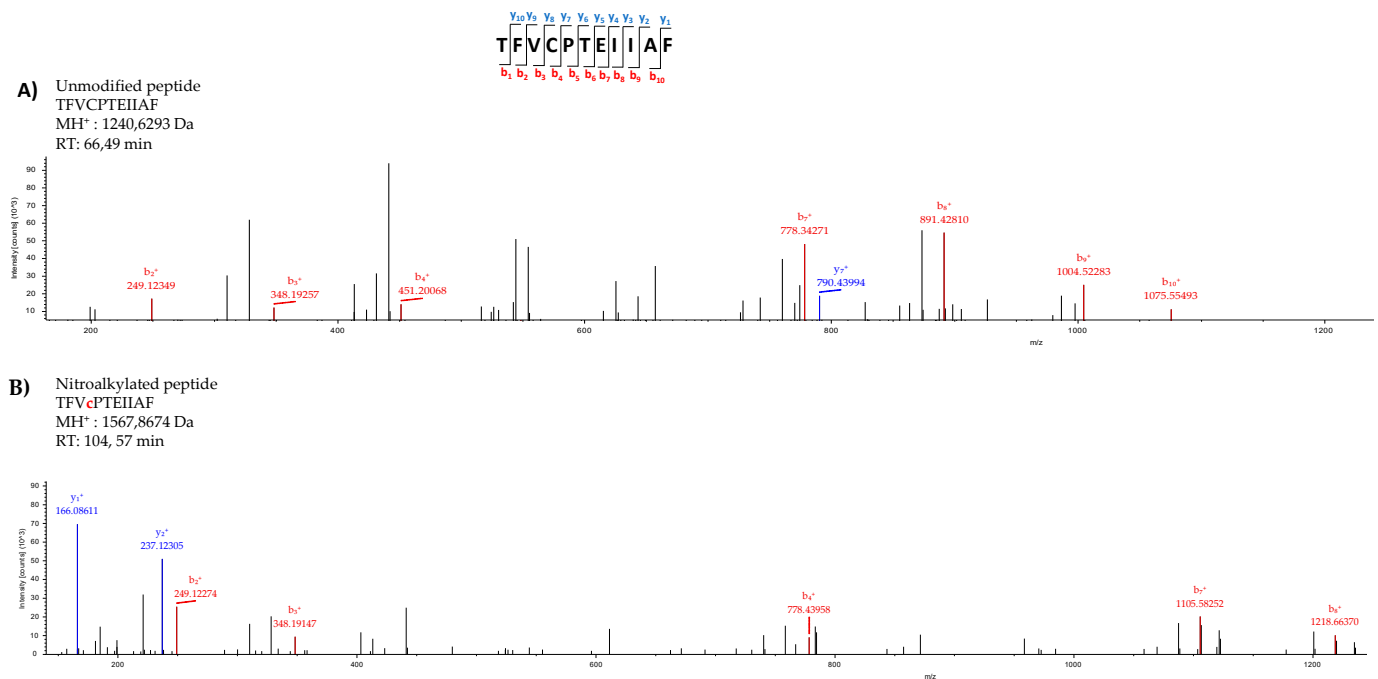 y10 y9 y8 y7 y6 y5 y4 y3 y2 y1
TFVCPTEIIAF
b1 b2 b3 b4 b5 b6 b7 b8 b9 b10
A)
Unmodified peptide
TFVCPTEIIAF
MH⁺ : 1240,6293 Da
RT: 66,49 min
Intensity [counts] (10^3)
90
80
70
60
50
40
30
20
10
b₂⁺
249.12349
b₃⁺
348.19257
b₄⁺
451.20068
b₇⁺
778.34271
y₇⁺
790.43994
b₈⁺
891.42810
b₉⁺
1004.52283
b₁₀⁺
1075.55493
200 400 600 800 1000 1200
m/z
B)
Nitroalkylated peptide
TFVcPTEIIAF
MH⁺ : 1567,8674 Da
RT: 104, 57 min
Intensity [counts] (10^3)
90
80
70
60
50
40
30
20
10
0
y₁⁺
166.08611
y₂⁺
237.12305
b₂⁺
249.12274
b₃⁺
348.19147
b₄⁺
778.43958
b₇⁺
1105.58252
b₈⁺
1218.66370
200 400 600 800 1000 1200
m/z